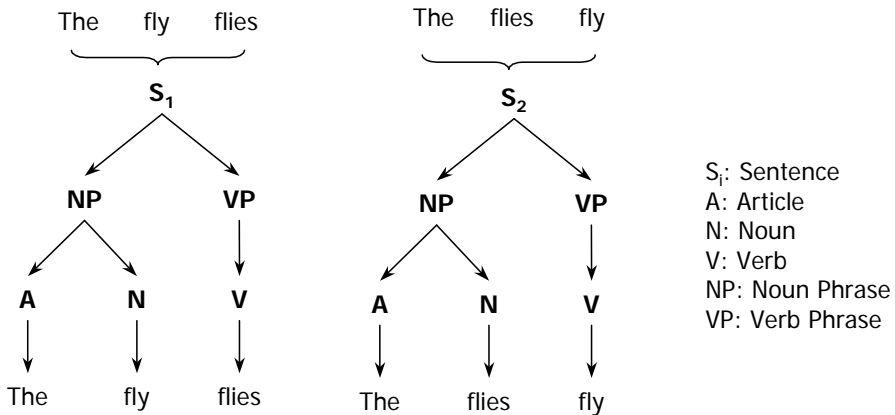 The fly flies
The flies fly
S1
S2
NP VP
NP VP
A N V
A N V
The fly flies
The flies fly
Si: Sentence
A: Article
N: Noun
V: Verb
NP: Noun Phrase
VP: Verb Phrase